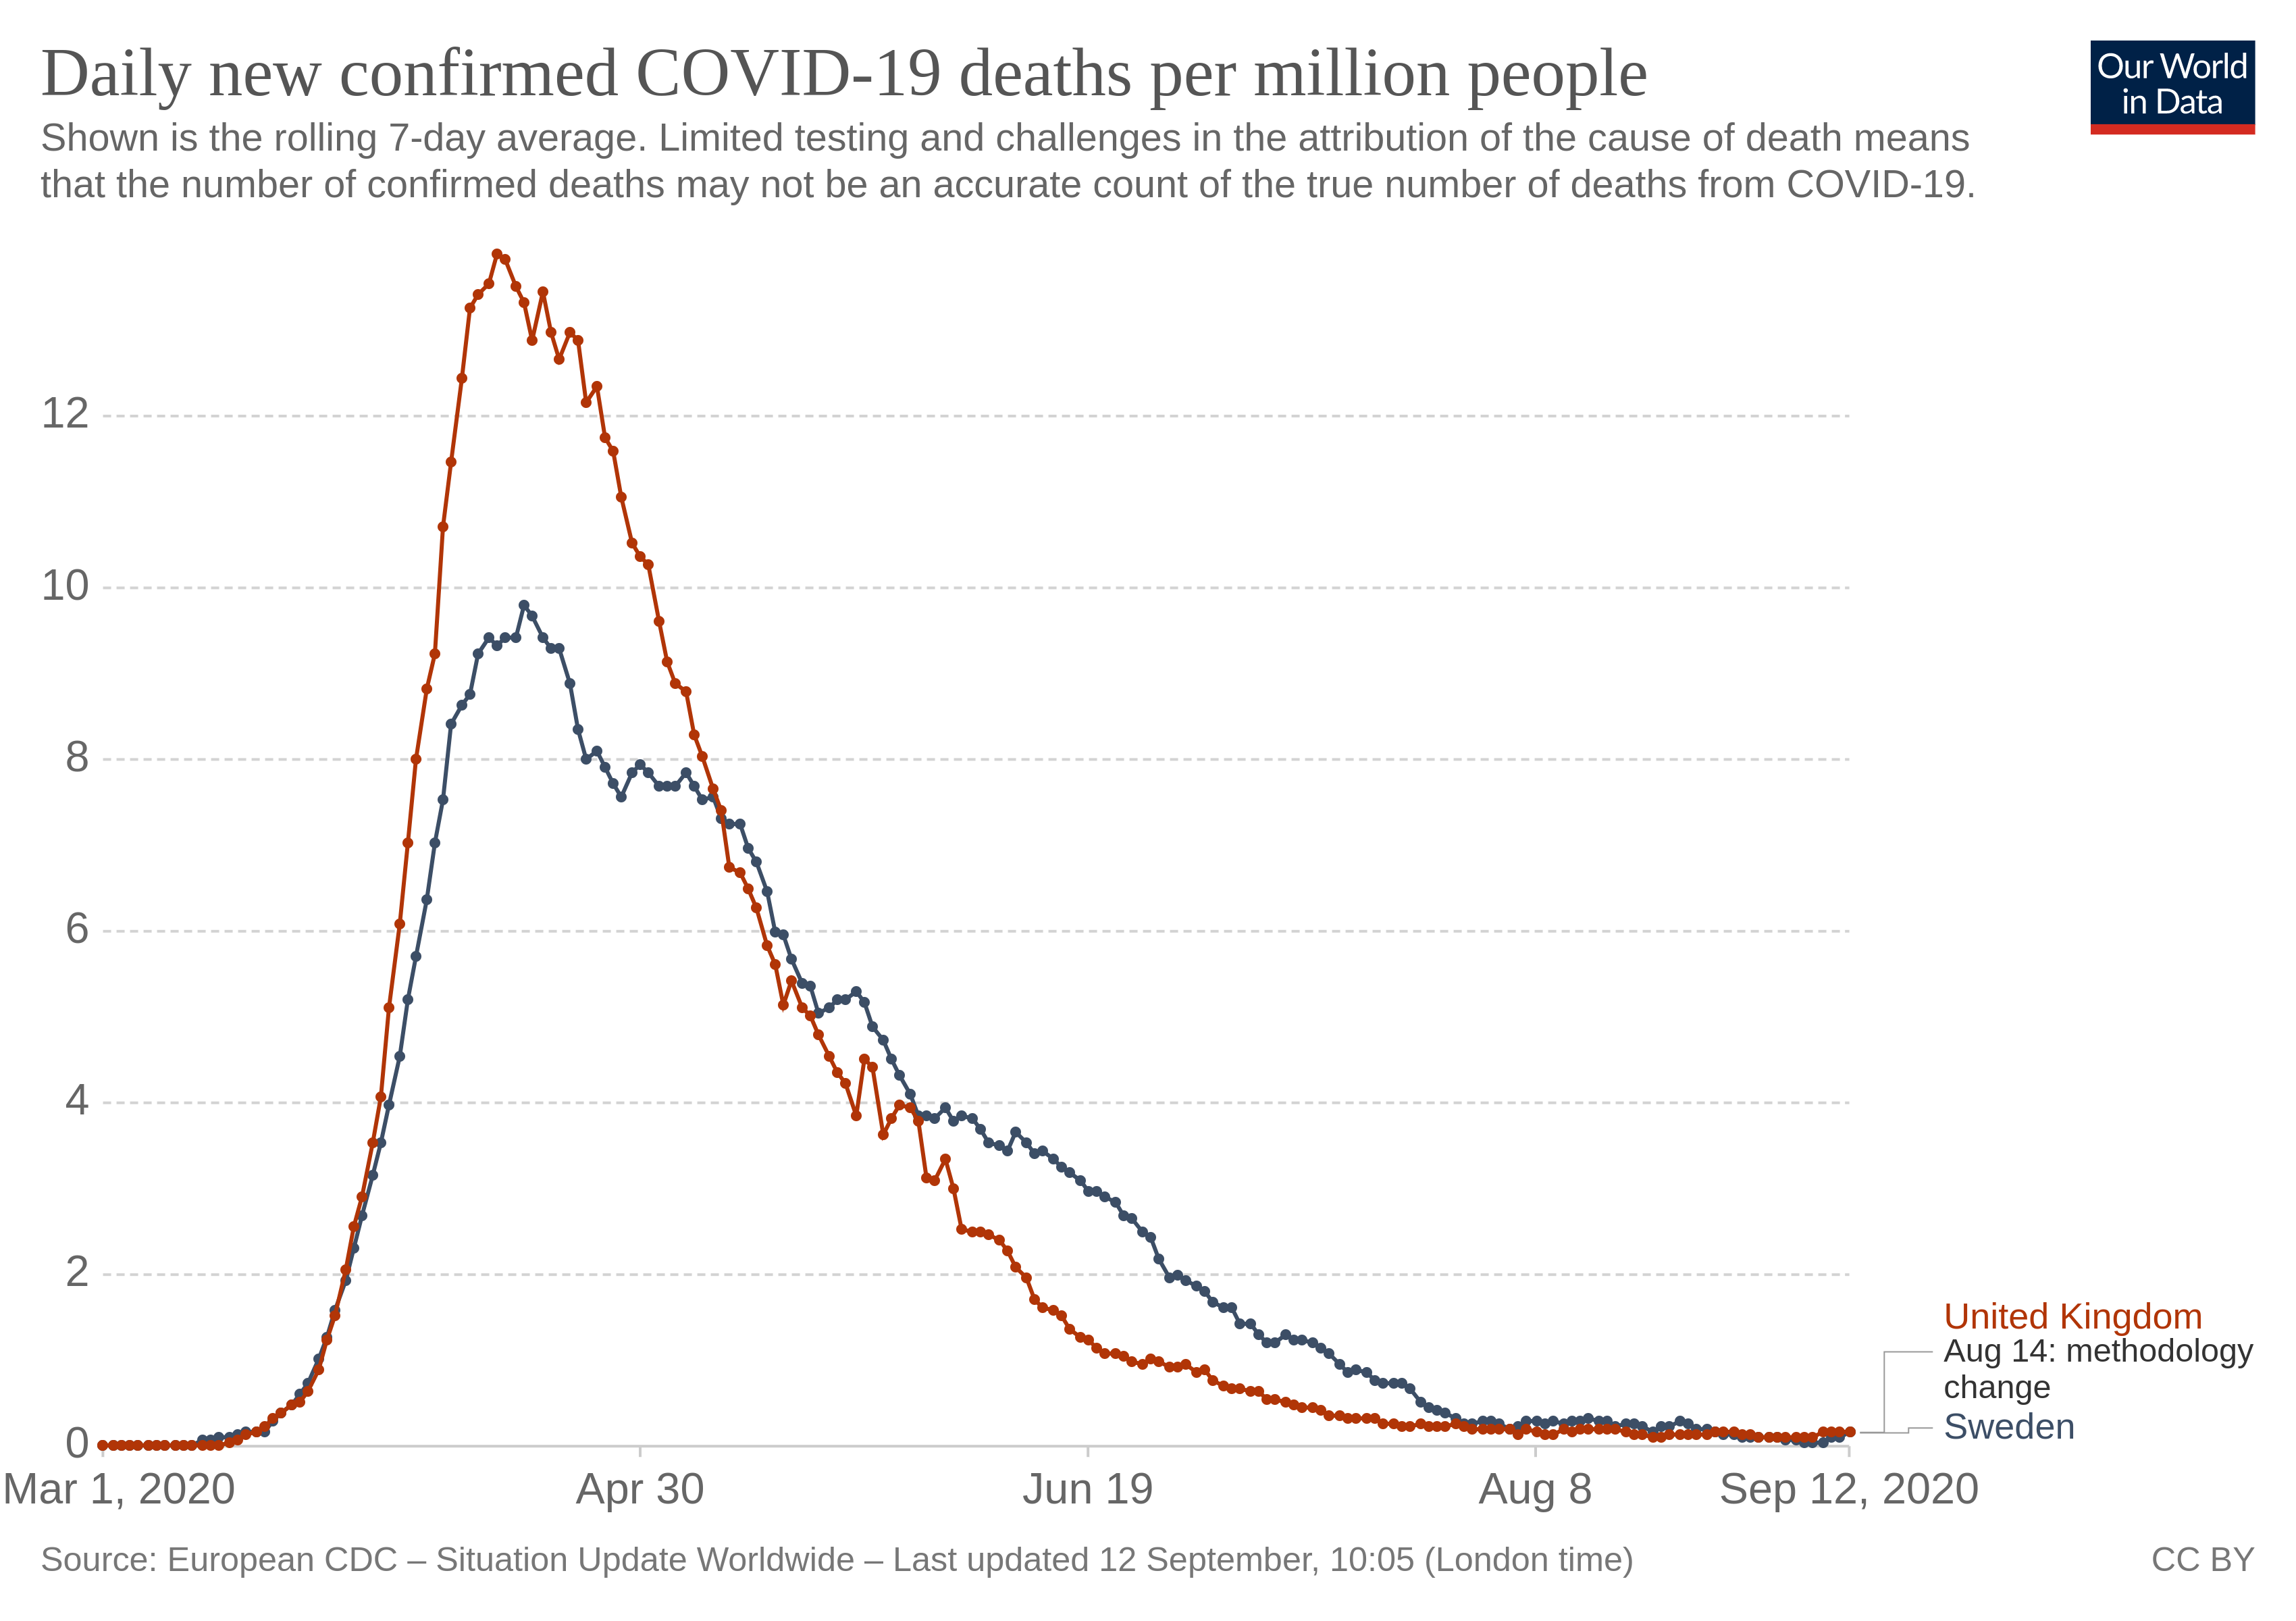 Daily new confirmed COVID-19 deaths per million people
Our World
in Data
Shown is the rolling 7-day average. Limited testing and challenges in the attribution of the cause of death means
that the number of confirmed deaths may not be an accurate count of the true number of deaths from COVID-19.
12
10
8
6
4
2
0
United Kingdom
Aug 14: methodology
change
Sweden
Mar 1, 2020
Apr 30
Jun 19
Aug 8
Sep 12, 2020
Source: European CDC – Situation Update Worldwide – Last updated 12 September, 10:05 (London time)
CC BY